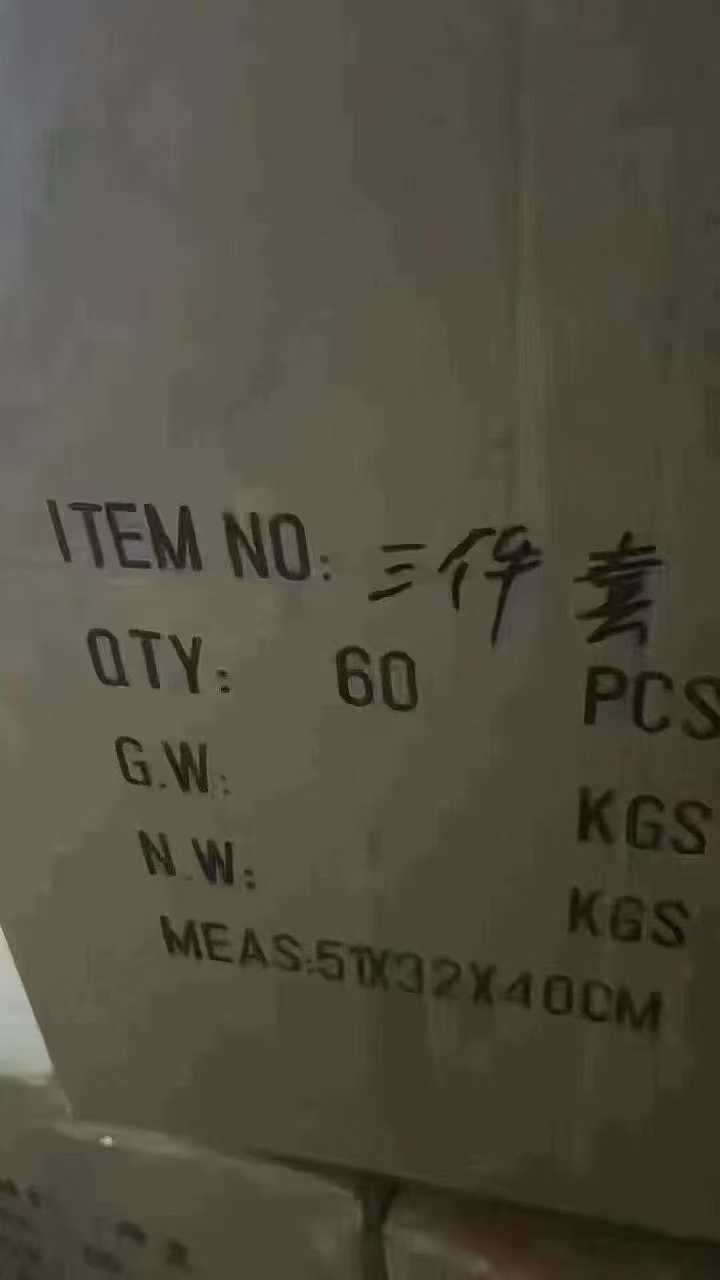 ITEM NO: 三件套
QTY: 60 PCS
G.W.: KGS
N.W: KGS
MEAS:51X32X40CM